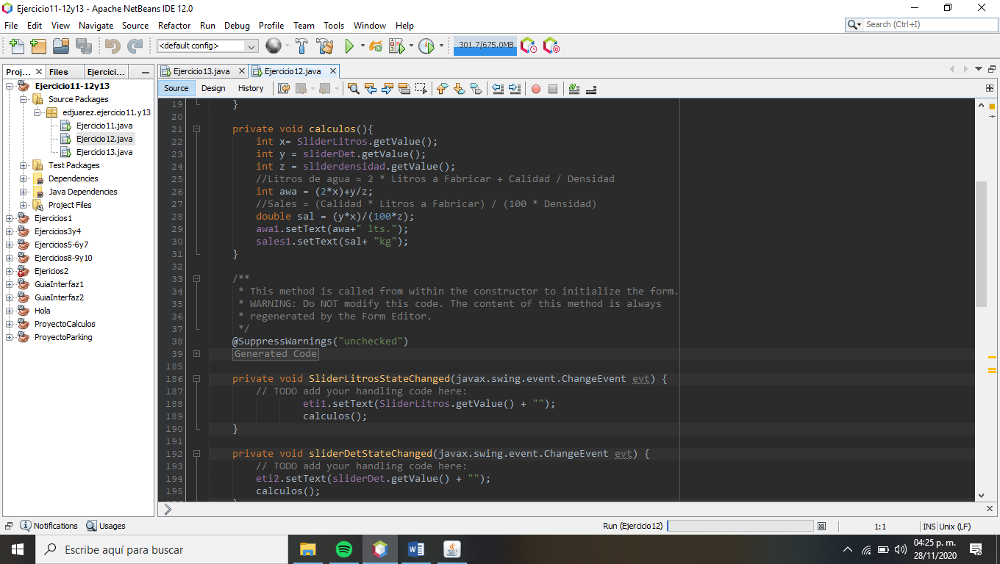 Ejercicio11-12y13 - Apache NetBeans IDE 12.0
File Edit View Navigate Source Refactor Run Debug Profile Team Tools Window Help
Search (Ctrl+I)
<default config>
301.7/675.0MB
Proj... Files Ejercici...
Ejercicio11-12y13
Source Packages
edjuarez.ejercicio11.y13
Ejercicio11.java
Ejercicio12.java
Ejercicio13.java
Test Packages
Dependencies
Java Dependencies
Project Files
Ejercicios1
Ejercicios3y4
Ejercicios5-6y7
Ejercicios8-9y10
Ejericios2
GuiaInterfaz1
GuiaInterfaz2
Hola
ProyectoCalculos
ProyectoParking
Ejercicio13.java Ejercicio12.java
Source Design History
19 }
20
21 private void calculos(){
22 int x= SliderLitros.getValue();
23 int y = sliderDet.getValue();
24 int z = sliderdensidad.getValue();
25 //Litros de agua = 2 * Litros a Fabricar + Calidad / Densidad
26 int awa = (2*x)+y/z;
27 //Sales = (Calidad * Litros a Fabricar) / (100 * Densidad)
28 double sal = (y*x)/(100*z);
29 awa1.setText(awa+" lts.");
30 sales1.setText(sal+ "kg");
31 }
32
33 /**
34 * This method is called from within the constructor to initialize the form.
35 * WARNING: Do NOT modify this code. The content of this method is always
36 * regenerated by the Form Editor.
37 */
38 @SuppressWarnings("unchecked")
39 Generated Code
185
186 private void SliderLitrosStateChanged(javax.swing.event.ChangeEvent evt) {
187 // TODO add your handling code here:
188 eti1.setText(SliderLitros.getValue() + "");
189 calculos();
190 }
191
192 private void sliderDetStateChanged(javax.swing.event.ChangeEvent evt) {
193 // TODO add your handling code here:
194 eti2.setText(sliderDet.getValue() + "");
195 calculos();
Notifications Usages
Run (Ejercicio12)
1:1
INS Unix (LF)
Escribe aquí para buscar
04:25 p. m.
28/11/2020